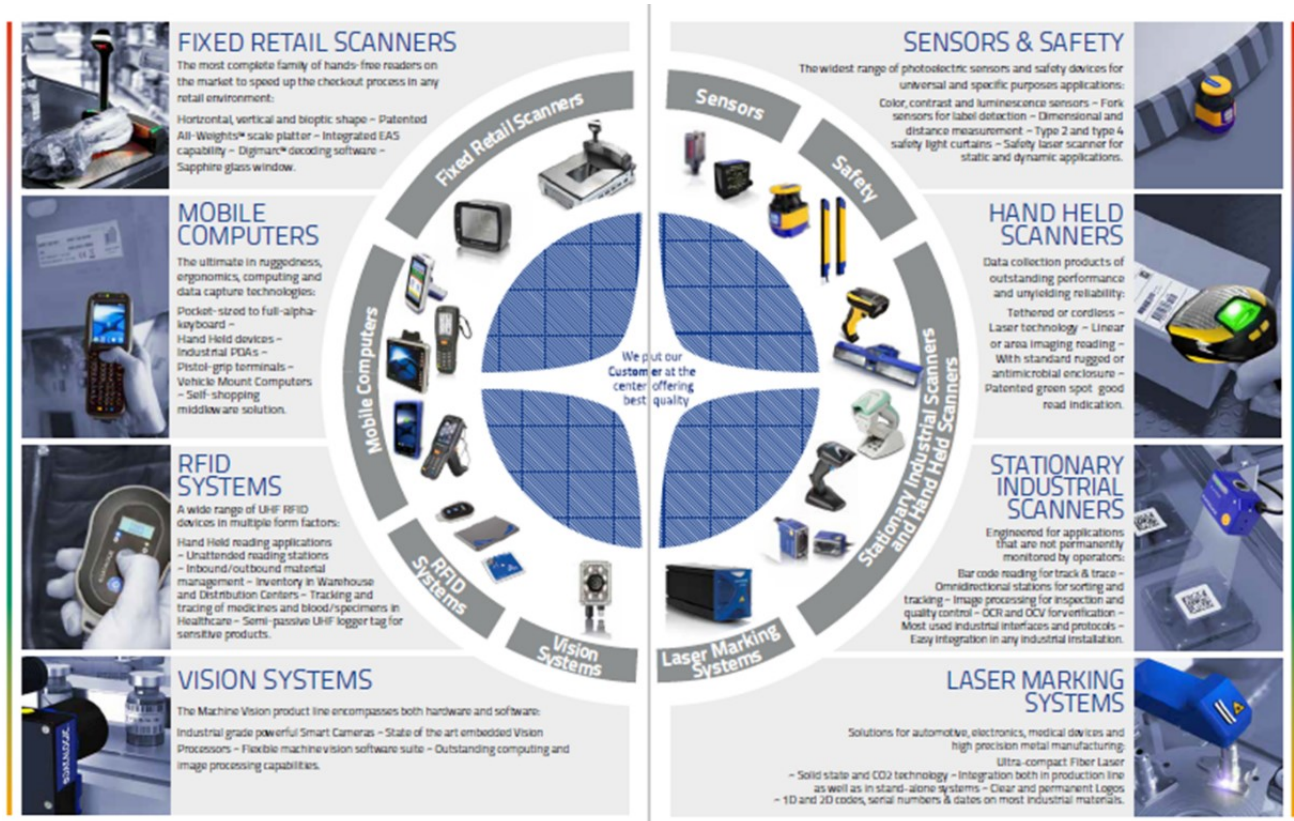 FIXED RETAIL SCANNERS
The most complete family of hands-free readers on
the market to speed up the checkout process in any
retail environment:
Horizontal, vertical and bioptic shape – Patented
All-Weights™ scale platter – Integrated EAS
capability – Digimarc™ decoding software –
Sapphire glass window.
MOBILE
COMPUTERS
The ultimate in ruggedness,
ergonomics, computing and
data capture technologies:
Pocket-sized to full-alpha-
keyboard –
Hand Held devices –
Industrial PDAs –
Pistol-grip terminals –
Vehicle Mount Computers
– Self-shopping
middleware solution.
RFID
SYSTEMS
A wide range of UHF RFID
devices in multiple form factors:
Hand Held reading applications
– Unattended reading stations
– Inbound/outbound material
management – Inventory in Warehouse
and Distribution Centers – Tracking and
tracing of medicines and blood/specimens in
Healthcare – Semi-passive UHF logger tag for
sensitive products.
VISION SYSTEMS
The Machine Vision product line encompasses both hardware and software:
Industrial grade powerful Smart Cameras – State of the art embedded Vision
Processors – Flexible machine vision software suite – Outstanding computing and
image processing capabilities.
Fixed Retail Scanners
Mobile Computers
RFID
Systems
Vision
Systems
We put our
Customer at the
center offering
best quality
Sensors
Safety
Stationary Industrial Scanners
and Hand Held Scanners
Laser Marking
Systems
SENSORS & SAFETY
The widest range of photoelectric sensors and safety devices for
universal and specific purposes applications:
Color, contrast and luminescence sensors – Fork
sensors for label detection – Dimensional and
distance measurement – Type 2 and type 4
safety light curtains – Safety laser scanner for
static and dynamic applications.
HAND HELD
SCANNERS
Data collection products of
outstanding performance
and unyielding reliability:
Tethered or cordless –
Laser technology – Linear
or area imaging reading –
With standard rugged or
antimicrobial enclosure –
Patented green spot good
read indication.
STATIONARY
INDUSTRIAL
SCANNERS
Engineered for applications
that are not permanently
monitored by operators:
Bar code reading for track & trace –
Omnidirectional stations for sorting and
tracking – Image processing for inspection and
quality control – OCR and OCV for verification –
Most used industrial interfaces and protocols –
Easy integration in any industrial installation.
LASER MARKING
SYSTEMS
Solutions for automotive, electronics, medical devices and
high precision metal manufacturing:
Ultra-compact Fiber Laser
– Solid state and CO2 technology – Integration both in production line
as well as in stand-alone systems – Clear and permanent Logos
– 1D and 2D codes, serial numbers & dates on most industrial materials.